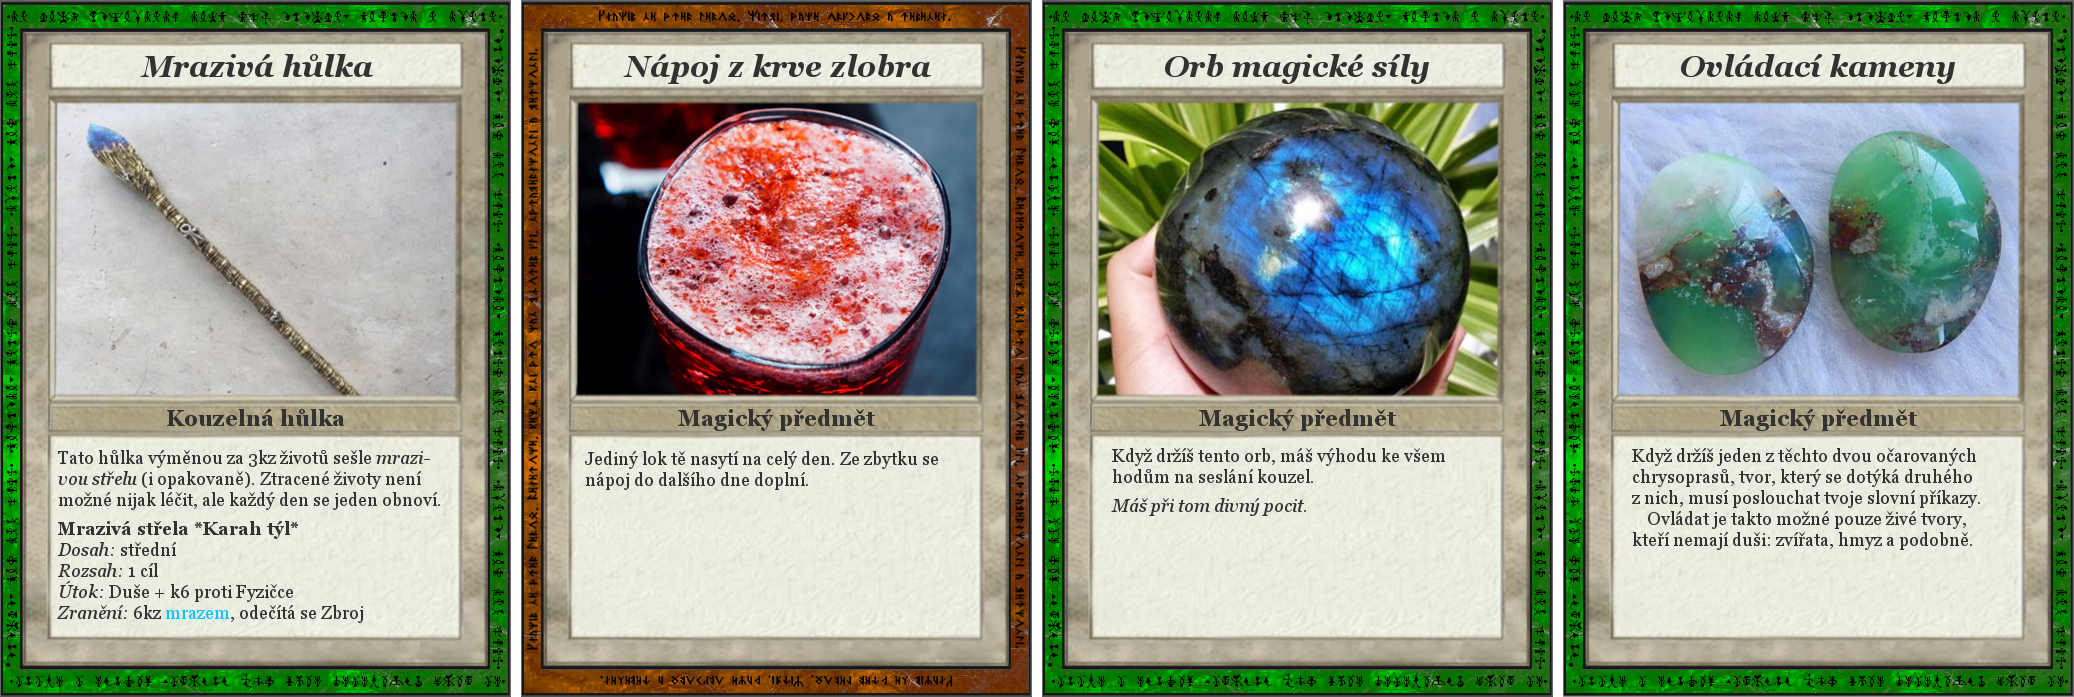 Mrazivá hůlka
Kouzelná hůlka
Tato hůlka výměnou za 3kz životů sešle mrazi-
vou střelu (i opakovaně). Ztracené životy není
možné nijak léčit, ale každý den se jeden obnoví.
Mrazivá střela *Karah týl*
Dosah: střední
Rozsah: 1 cíl
Útok: Duše + k6 proti Fyzičce
Zranění: 6kz mrazem, odečítá se Zbroj
Nápoj z krve zlobra
Magický předmět
Jediný lok tě nasytí na celý den. Ze zbytku se
nápoj do dalšího dne doplní.
Orb magické síly
Magický předmět
Když držíš tento orb, máš výhodu ke všem
hodům na seslání kouzel.
Máš při tom divný pocit.
Ovládací kameny
Magický předmět
Když držíš jeden z těchto dvou očarovaných
chrysoprasů, tvor, který se dotýká druhého
z nich, musí poslouchat tvoje slovní příkazy.
Ovládat je takto možné pouze živé tvory,
kteří nemají duši: zvířata, hmyz a podobně.